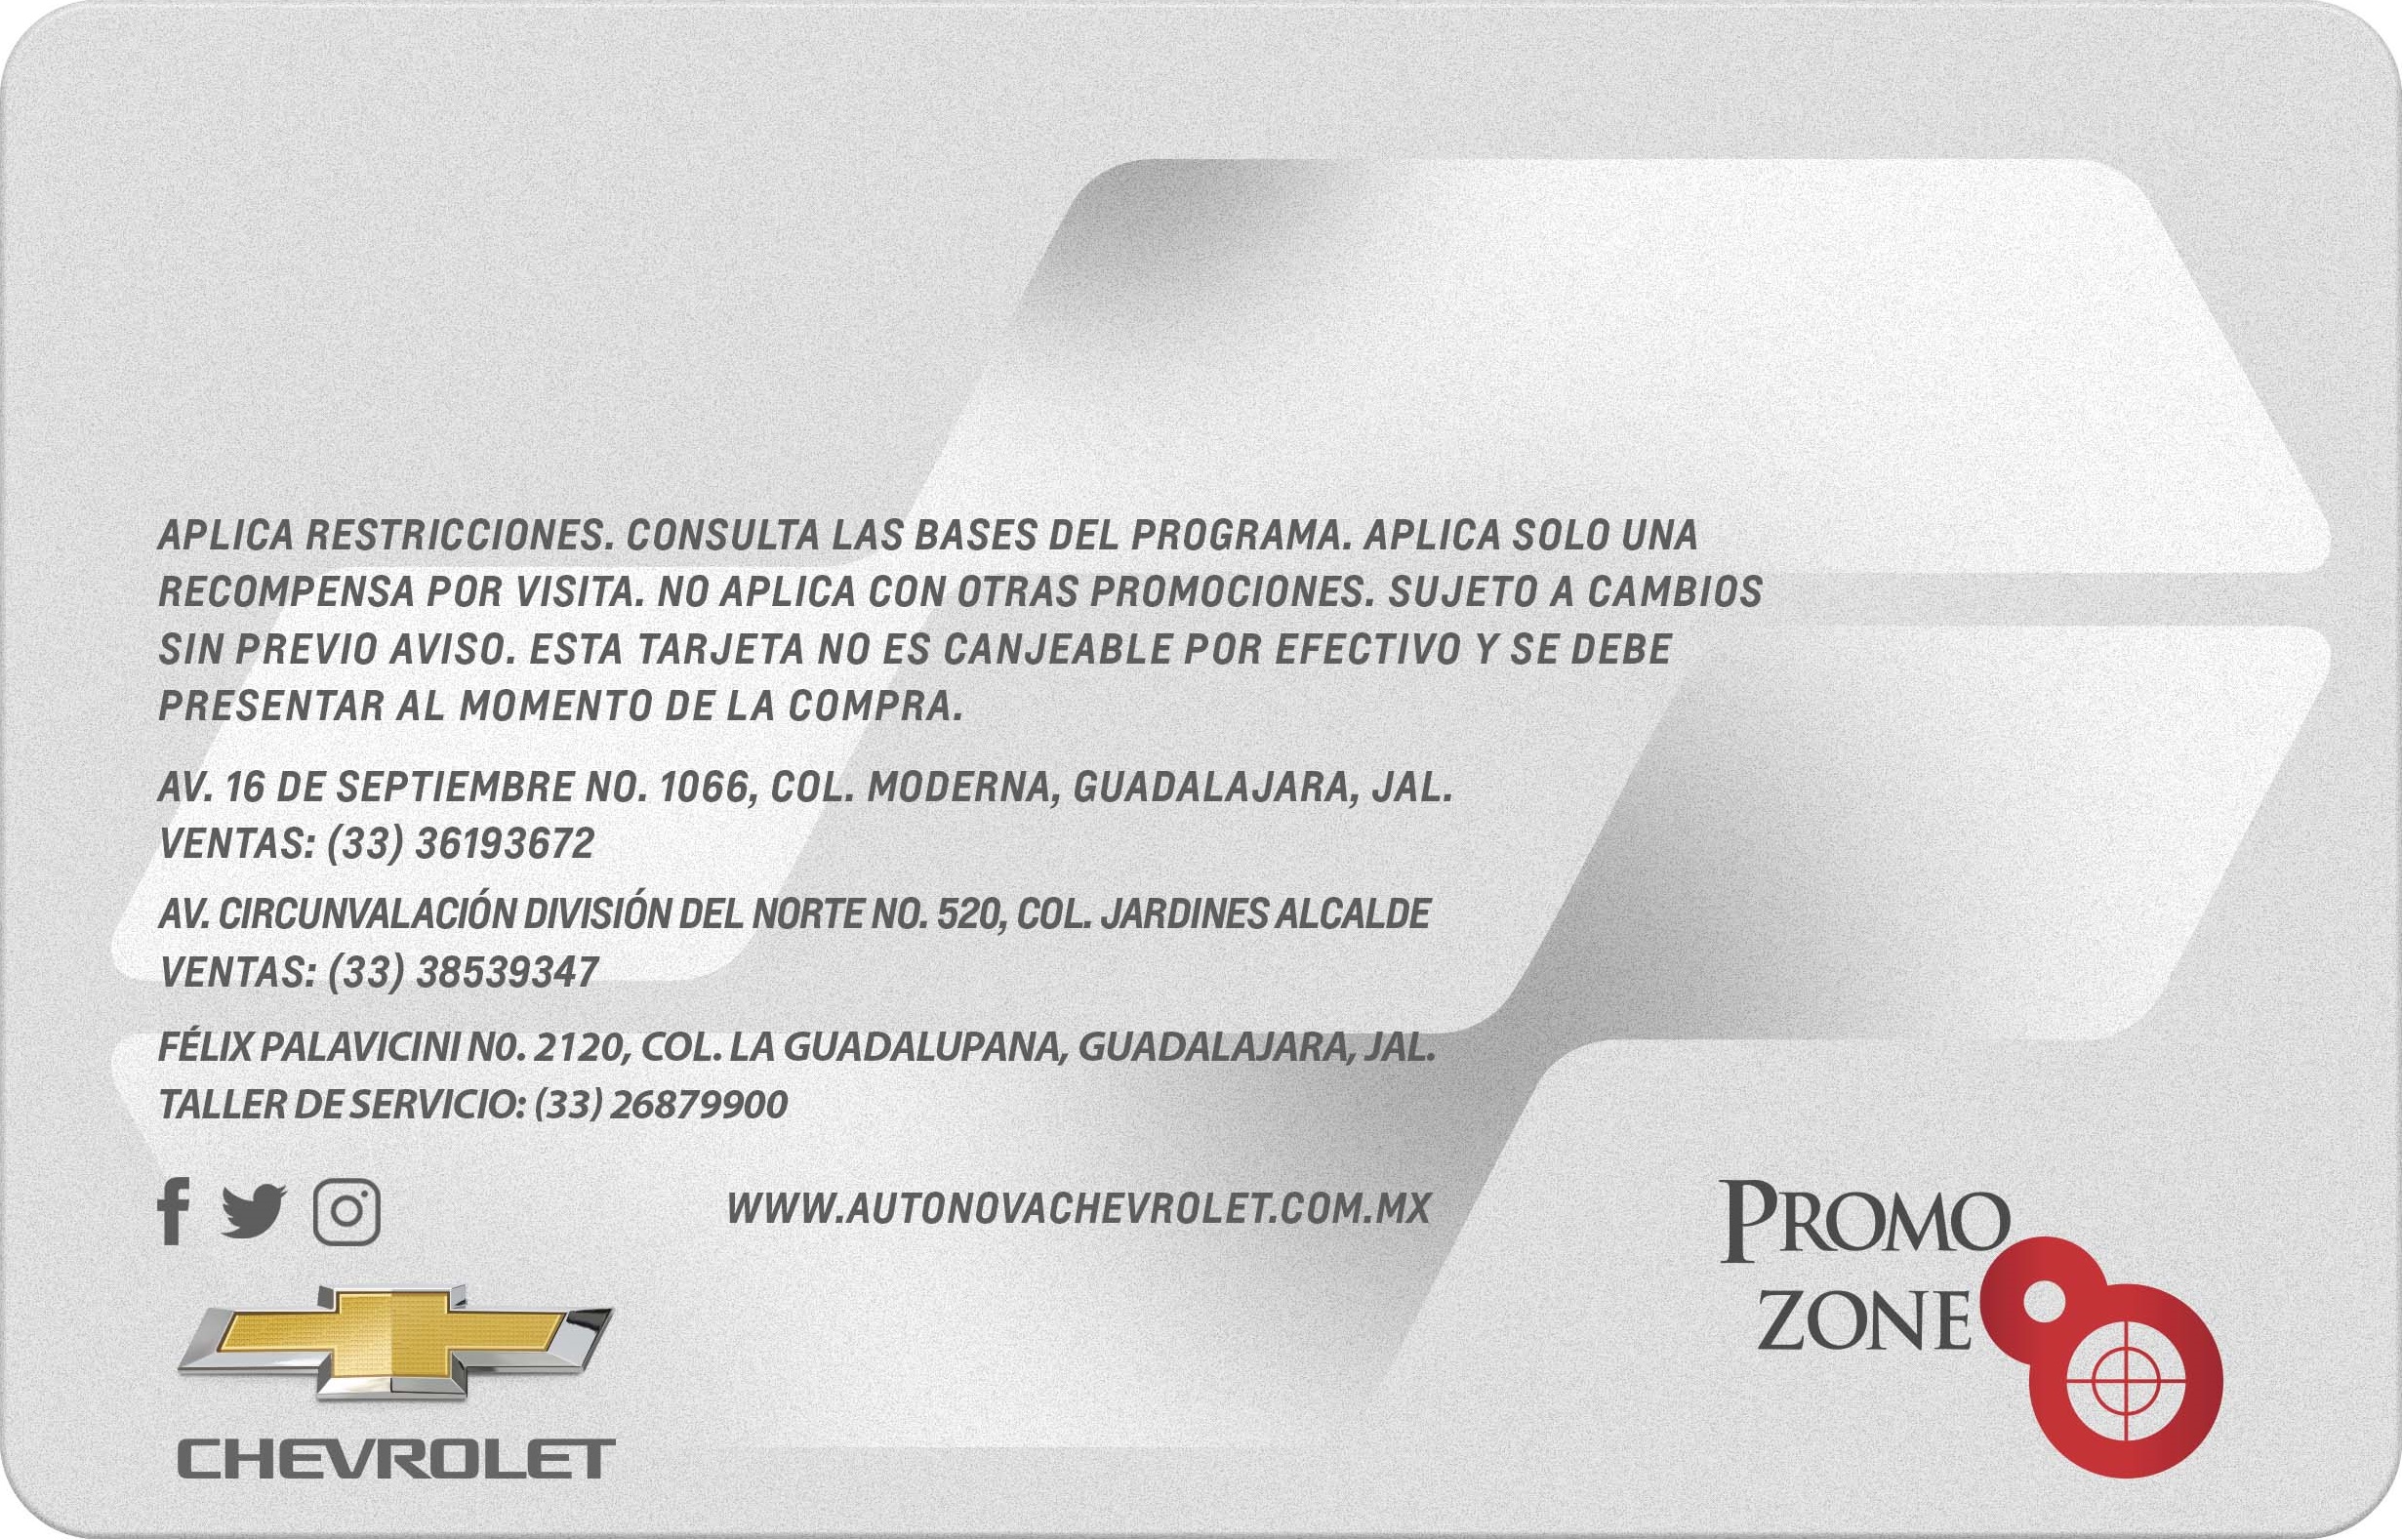 APLICA RESTRICCIONES. CONSULTA LAS BASES DEL PROGRAMA. APLICA SOLO UNA
RECOMPENSA POR VISITA. NO APLICA CON OTRAS PROMOCIONES. SUJETO A CAMBIOS
SIN PREVIO AVISO. ESTA TARJETA NO ES CANJEABLE POR EFECTIVO Y SE DEBE
PRESENTAR AL MOMENTO DE LA COMPRA.
AV. 16 DE SEPTIEMBRE NO. 1066, COL. MODERNA, GUADALAJARA, JAL.
VENTAS: (33) 36193672
AV. CIRCUNVALACIÓN DIVISIÓN DEL NORTE NO. 520, COL. JARDINES ALCALDE
VENTAS: (33) 38539347
FÉLIX PALAVICINI NO. 2120, COL. LA GUADALUPANA, GUADALAJARA, JAL.
TALLER DE SERVICIO: (33) 26879900
WWW.AUTONOVACHEVROLET.COM.MX
CHEVROLET
PROMO
ZONE